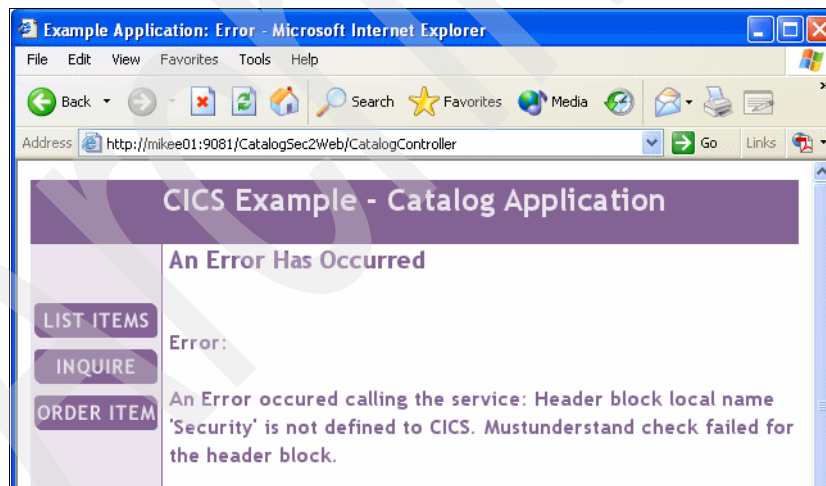 Example Application: Error - Microsoft Internet Explorer
File Edit View Favorites Tools Help
Back Search Favorites Media
Address http://mikee01:9081/CatalogSec2Web/CatalogController Go Links
CICS Example - Catalog Application
An Error Has Occurred
LIST ITEMS
Error:
INQUIRE
An Error occured calling the service: Header block local name
ORDER ITEM
'Security' is not defined to CICS. Mustunderstand check failed for
the header block.